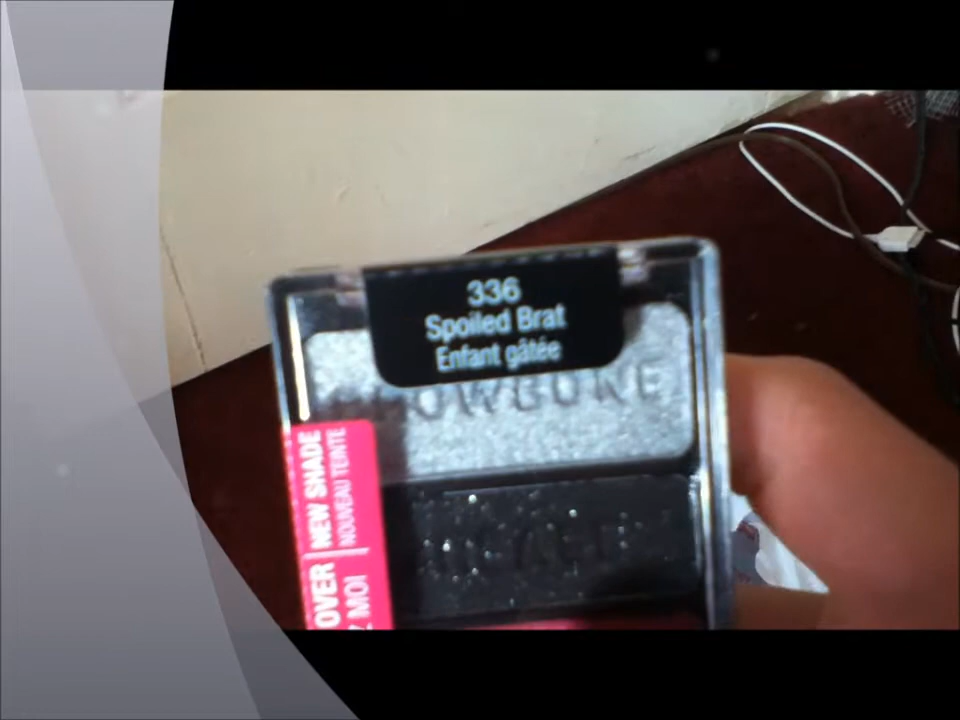 336
Spoiled Brat
Enfant gâtée
NEW SHADE
NOUVEAU TEINTE
OVER
MOI